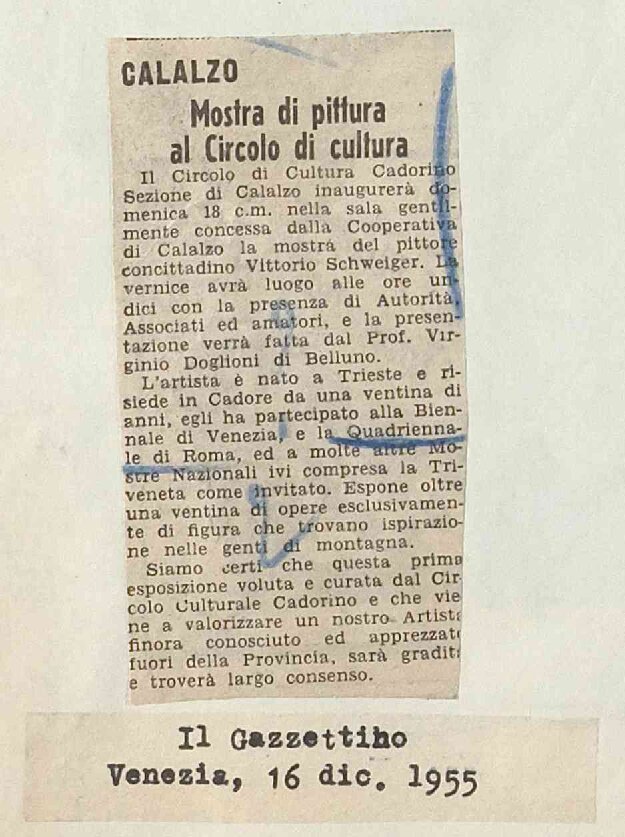 CALALZO
Mostra di pittura
al Circolo di cultura
Il Circolo di Cultura Cadorino
Sezione di Calalzo inaugurerà do-
menica 18 c.m. nella sala gentil-
mente concessa dalla Cooperativa
di Calalzo la mostra del pittore
concittadino Vittorio Schweiger. La
vernice avrà luogo alle ore un-
dici con la presenza di Autorità,
Associati ed amatori, e la presen-
tazione verrà fatta dal Prof. Vir-
ginio Doglioni di Belluno.
L'artista è nato a Trieste e ri-
siede in Cadore da una ventina di
anni, egli ha partecipato alla Bien-
nale di Venezia, e la Quadrienna-
le di Roma, ed a molte altre Mo-
stre Nazionali ivi compresa la Tri-
veneta come invitato. Espone oltre
una ventina di opere esclusivamen-
te di figura che trovano ispirazio-
ne nelle genti di montagna.
Siamo certi che questa prima
esposizione voluta e curata dal Cir
colo Culturale Cadorino e che vie
ne a valorizzare un nostro Artista
finora conosciuto ed apprezzato
fuori della Provincia, sarà gradita
e troverà largo consenso.
Il Gazzettino
Venezia, 16 dic. 1955